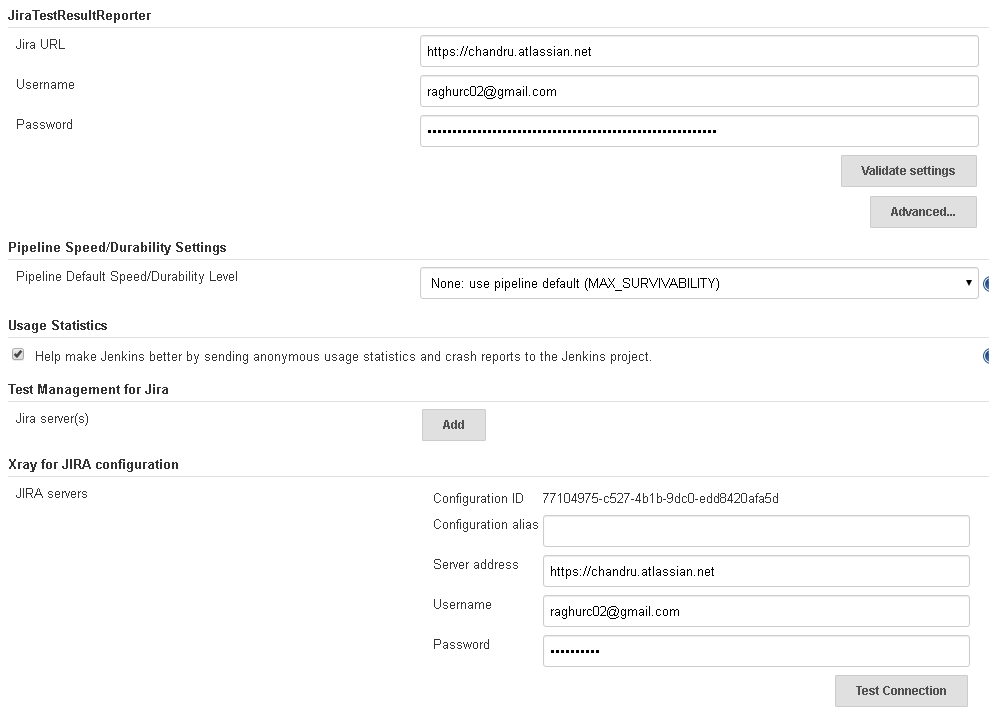 JiraTestResultReporter
Jira URL
https://chandru.atlassian.net
Username
raghurc02@gmail.com
Password
Validate settings
Advanced...
Pipeline Speed/Durability Settings
Pipeline Default Speed/Durability Level
None: use pipeline default (MAX_SURVIVABILITY)
Usage Statistics
Help make Jenkins better by sending anonymous usage statistics and crash reports to the Jenkins project.
Test Management for Jira
Jira server(s)
Add
Xray for JIRA configuration
JIRA servers
Configuration ID 77104975-c527-4b1b-9dc0-edd8420afa5d
Configuration alias
Server address
https://chandru.atlassian.net
Username
raghurc02@gmail.com
Password
Test Connection